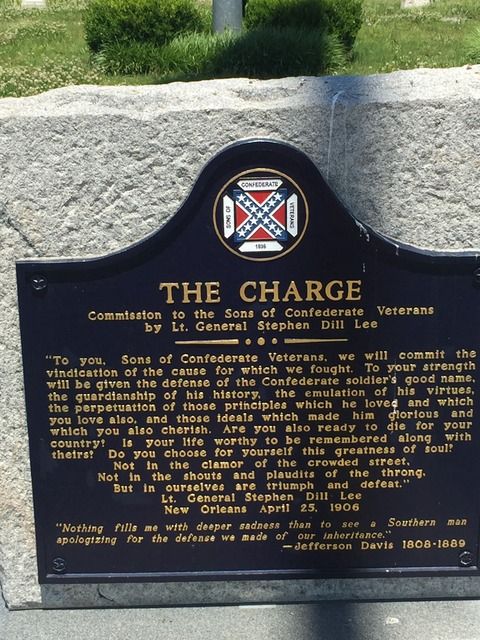 CONFEDERATE
SONS OF
VETERANS
1896
THE CHARGE
Commission to the Sons of Confederate Veterans
by Lt. General Stephen Dill Lee
"To you, Sons of Confederate Veterans, we will commit the
vindication of the cause for which we fought. To your strength
will be given the defense of the Confederate soldier's good name,
the guardianship of his history, the emulation of his virtues,
the perpetuation of those principles which he loved and which
you love also, and those ideals which made him glorious and
which you also cherish. Are you also ready to die for your
country? Is your life worthy to be remembered along with
theirs? Do you choose for yourself this greatness of soul?
Not in the clamor of the crowded street,
Not in the shouts and plaudits of the throng,
But in ourselves are triumph and defeat."
Lt. General Stephen Dill Lee
New Orleans April 25, 1906
"Nothing fills me with deeper sadness than to see a Southern man
apologizing for the defense we made of our inheritance."
—Jefferson Davis 1808-1889